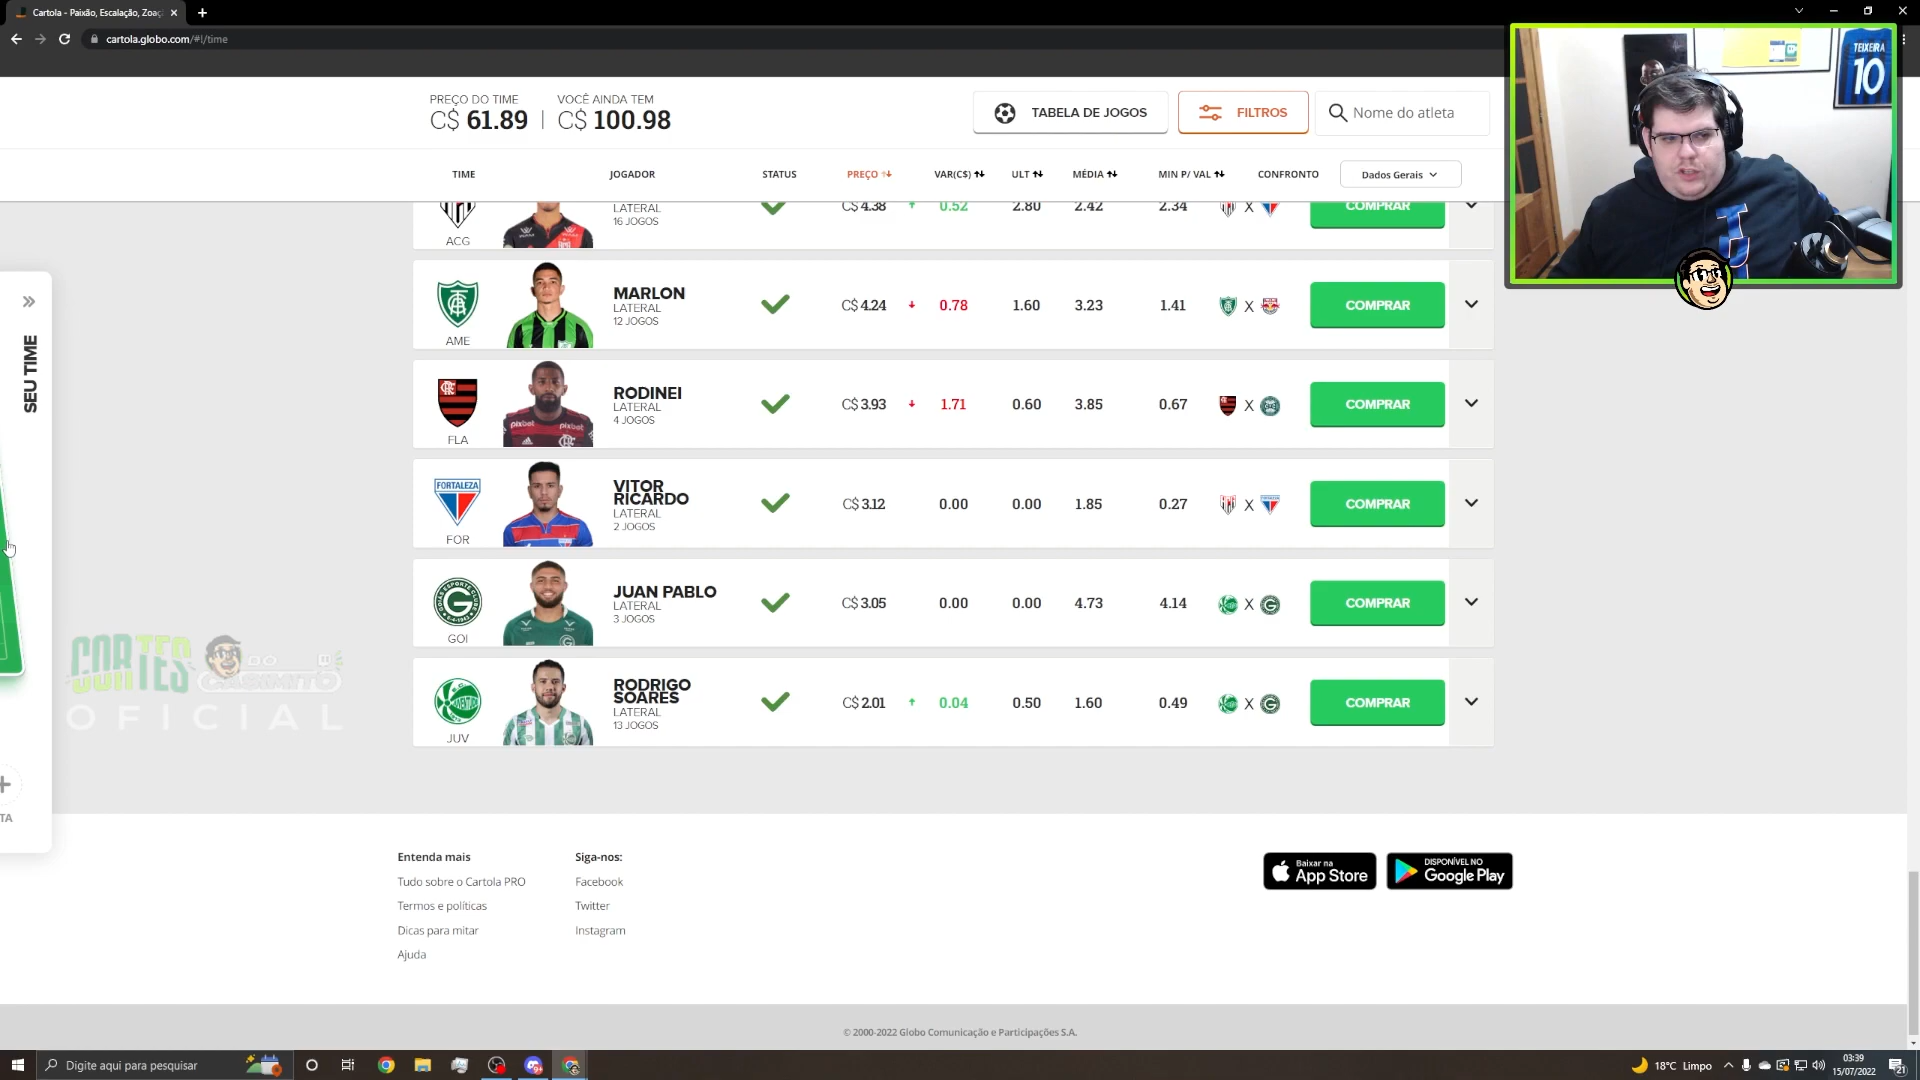 Cartola - Paixão, Escalação, Zoaç
cartola.globo.com/#!/time
PREÇO DO TIME
C$ 61.89
VOCÊ AINDA TEM
C$ 100.98
TABELA DE JOGOS
FILTROS
Nome do atleta
TIME JOGADOR STATUS PREÇO VAR(C$) ULT MÉDIA MIN P/ VAL CONFRONTO Dados Gerais
LATERAL
16 JOGOS
ACG
C$ 4.38 0.52 2.80 2.42 2.34 X COMPRAR
MARLON
LATERAL
12 JOGOS
AME
C$ 4.24 0.78 1.60 3.23 1.41 X COMPRAR
RODINEI
LATERAL
4 JOGOS
FLA
C$ 3.93 1.71 0.60 3.85 0.67 X COMPRAR
FORTALEZA
VITOR
RICARDO
LATERAL
2 JOGOS
FOR
C$ 3.12 0.00 0.00 1.85 0.27 X COMPRAR
JUAN PABLO
LATERAL
3 JOGOS
GOI
C$ 3.05 0.00 0.00 4.73 4.14 X COMPRAR
RODRIGO
SOARES
LATERAL
13 JOGOS
JUV
C$ 2.01 0.04 0.50 1.60 0.49 X COMPRAR
SEU TIME
TA
CORTES
DO
CASIMITO
OFICIAL
TEIXEIRA
10
Entenda mais
Tudo sobre o Cartola PRO
Termos e políticas
Dicas para mitar
Ajuda
Siga-nos:
Facebook
Twitter
Instagram
Baixar na
App Store
DISPONÍVEL NO
Google Play
© 2000-2022 Globo Comunicação e Participações S.A.
Digite aqui para pesquisar
18°C Limpo
03:39
15/07/2022
21